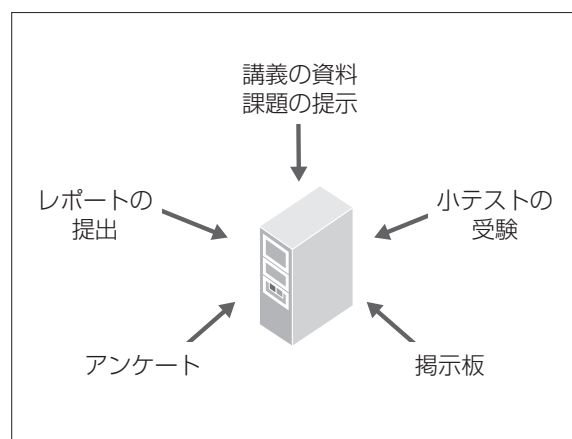 講義の資料
課題の提示
レポートの
提出
小テストの
受験
アンケート
掲示板